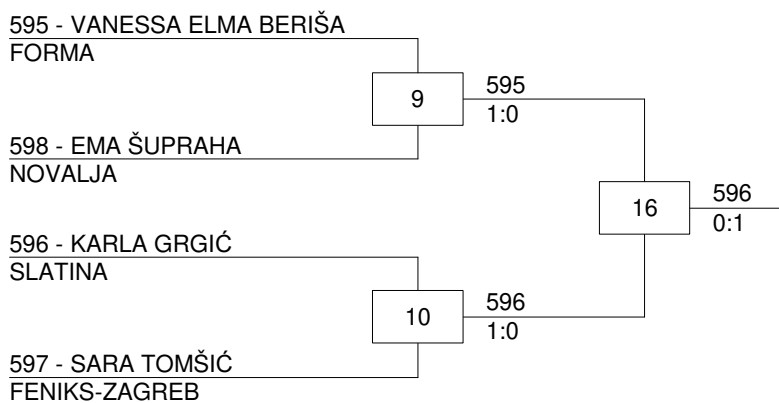 595 - VANESSA ELMA BERIŠA
FORMA
9
595
1:0
598 - EMA ŠUPRAHA
NOVALJA
16
596
0:1
596 - KARLA GRGIĆ
SLATINA
10
596
1:0
597 - SARA TOMŠIĆ
FENIKS-ZAGREB